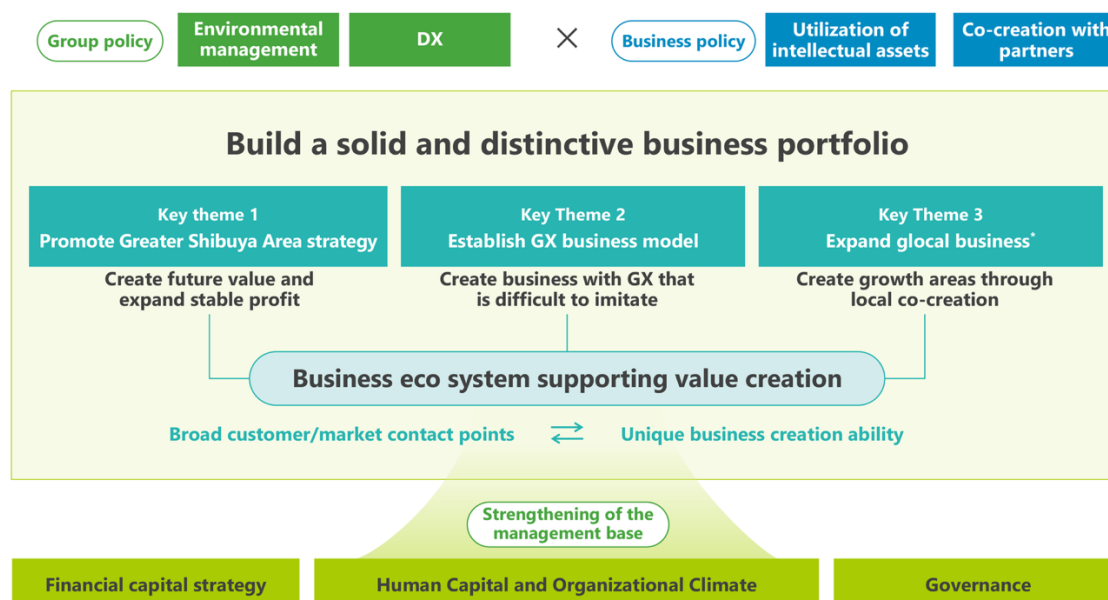 Group policy
Environmental
management
DX
×
Business policy
Utilization of
intellectual assets
Co-creation with
partners
Build a solid and distinctive business portfolio
Key theme 1
Promote Greater Shibuya Area strategy
Create future value and
expand stable profit
Key Theme 2
Establish GX business model
Create business with GX that
is difficult to imitate
Key Theme 3
Expand glocal business*
Create growth areas through
local co-creation
Business eco system supporting value creation
Broad customer/market contact points
Unique business creation ability
Strengthening of the
management base
Financial capital strategy
Human Capital and Organizational Climate
Governance